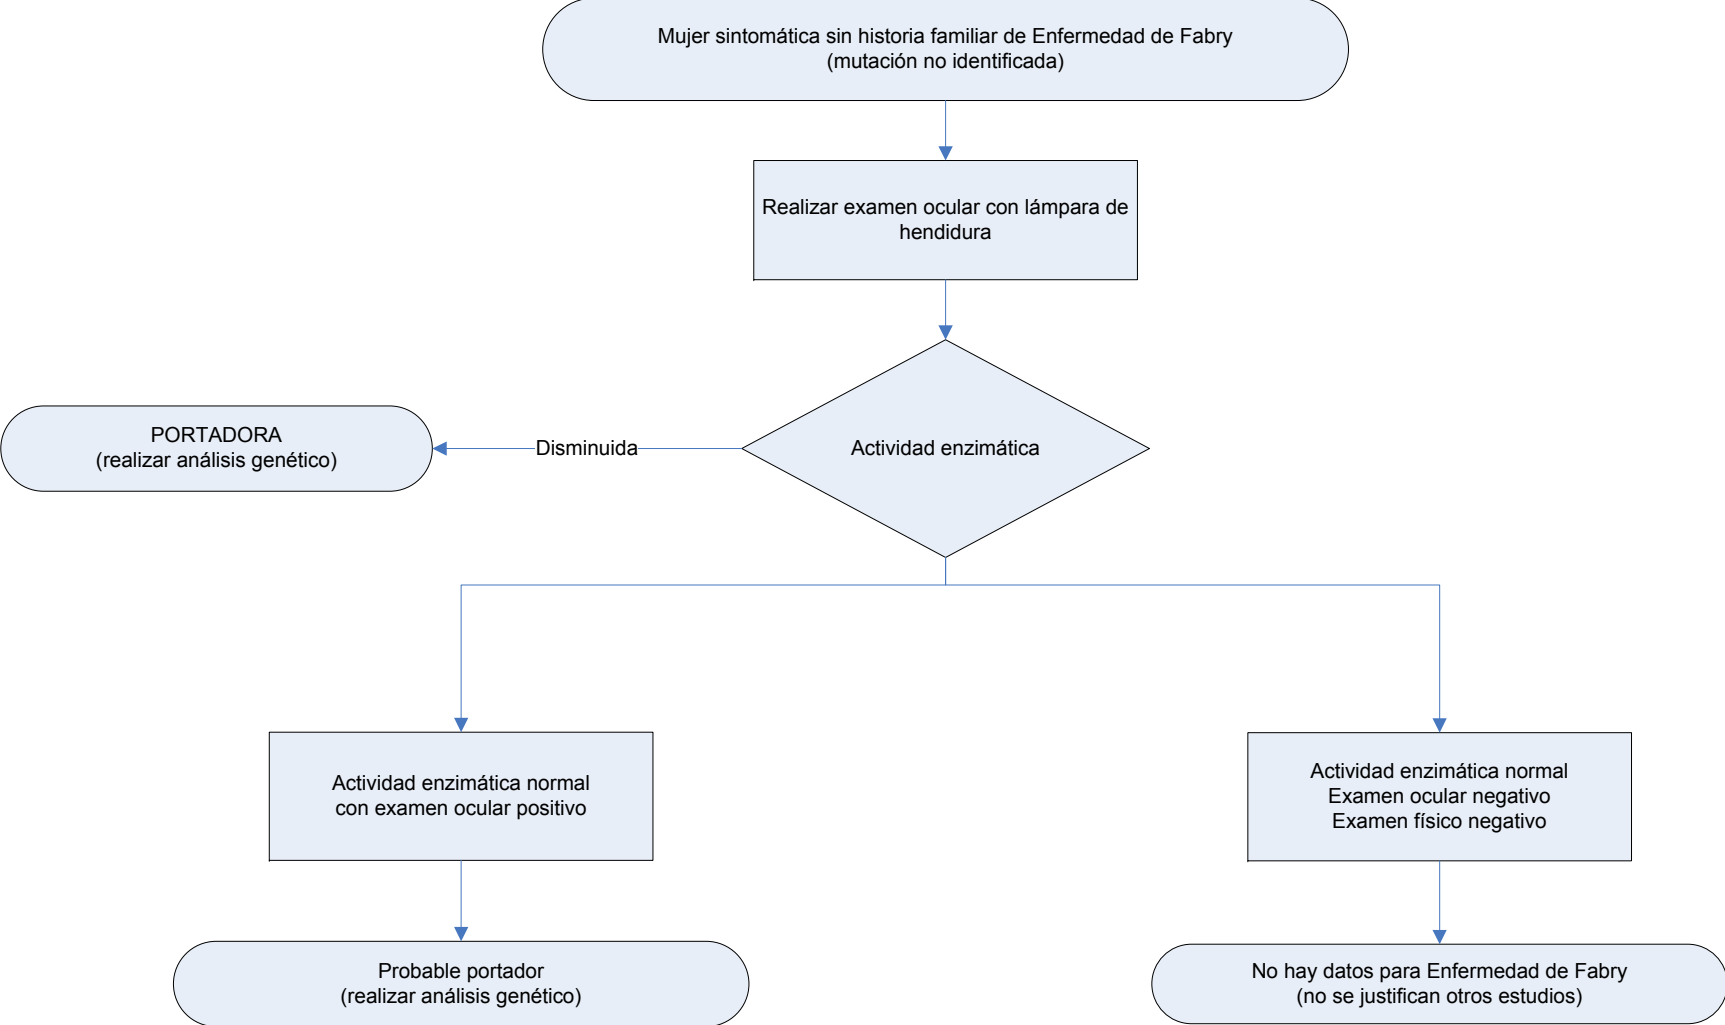 Mujer sintomática sin historia familiar de Enfermedad de Fabry
(mutación no identificada)
Realizar examen ocular con lámpara de
hendidura
PORTADORA
(realizar análisis genético)
Disminuida
Actividad enzimática
Actividad enzimática normal
con examen ocular positivo
Actividad enzimática normal
Examen ocular negativo
Examen físico negativo
Probable portador
(realizar análisis genético)
No hay datos para Enfermedad de Fabry
(no se justifican otros estudios)